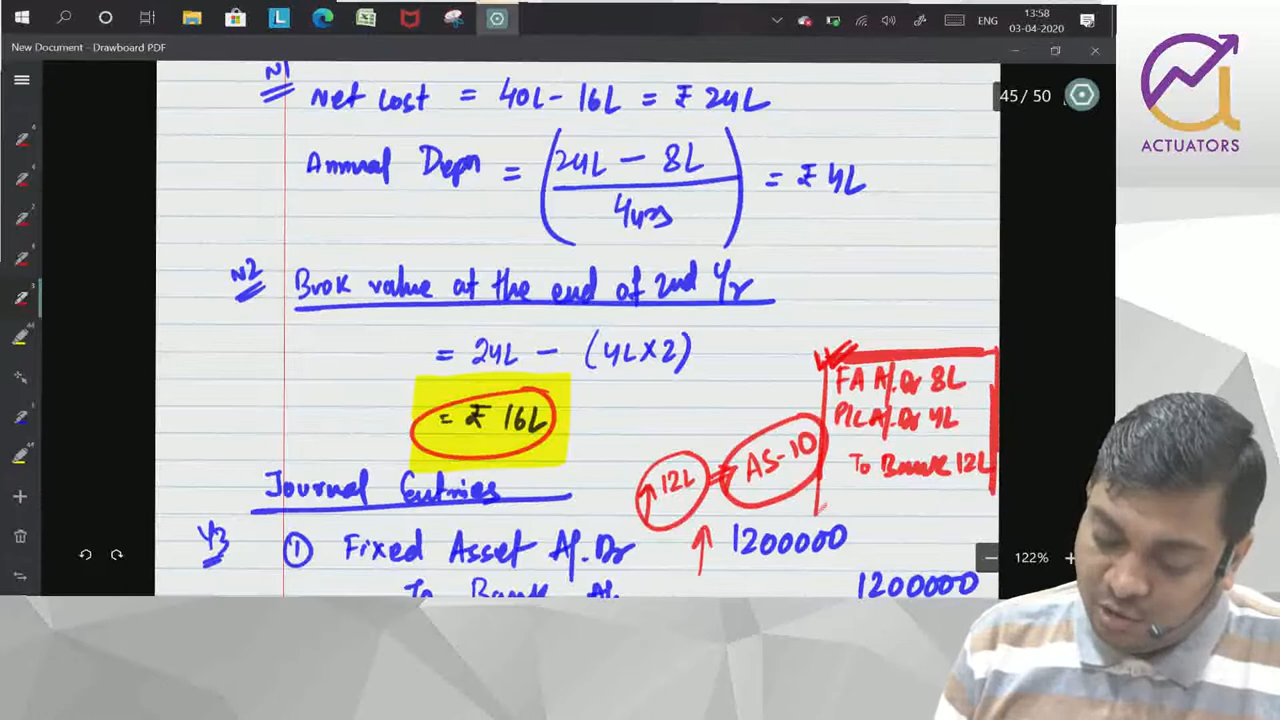 13:58
ENG
03-04-2020
New Document - Drawboard PDF
45 / 50
ACTUATORS
N1
Net Cost = 40L - 16L = ₹ 24L
Annual Depn = (24L - 8L / 4yrs) = ₹ 4L
N2 Book value at the end of 2nd Yr
= 24L - (4L×2)
= ₹ 16L
FA A/. Dr 8L
P/L A/. Dr 4L
To Bank 12L
↑ 12L ⇒ AS-10
Journal Entries
Y3 ① Fixed Asset A/. Dr ↑ 1200000
To Bank A/. 1200000
122%